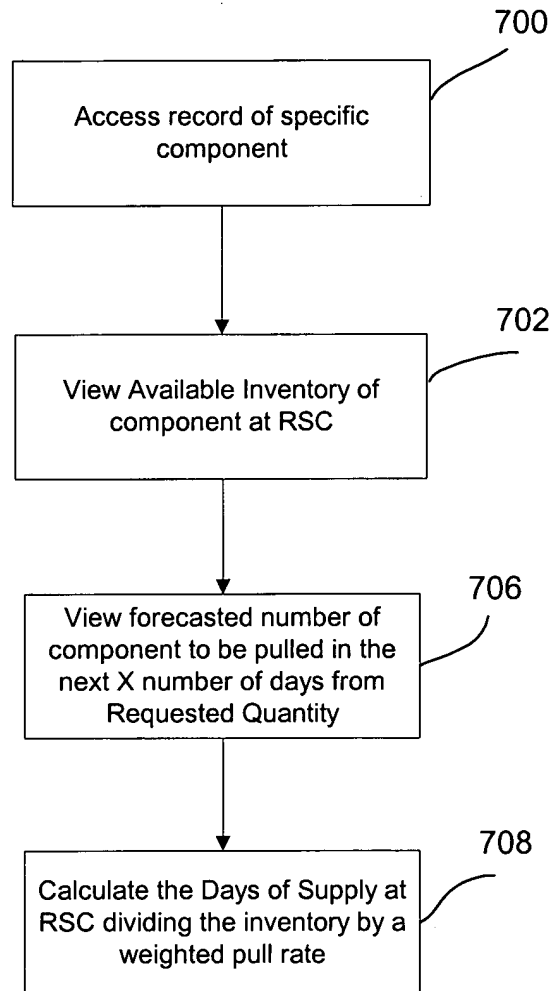 700
Access record of specific
component
702
View Available Inventory of
component at RSC
706
View forecasted number of
component to be pulled in the
next X number of days from
Requested Quantity
708
Calculate the Days of Supply at
RSC dividing the inventory by a
weighted pull rate